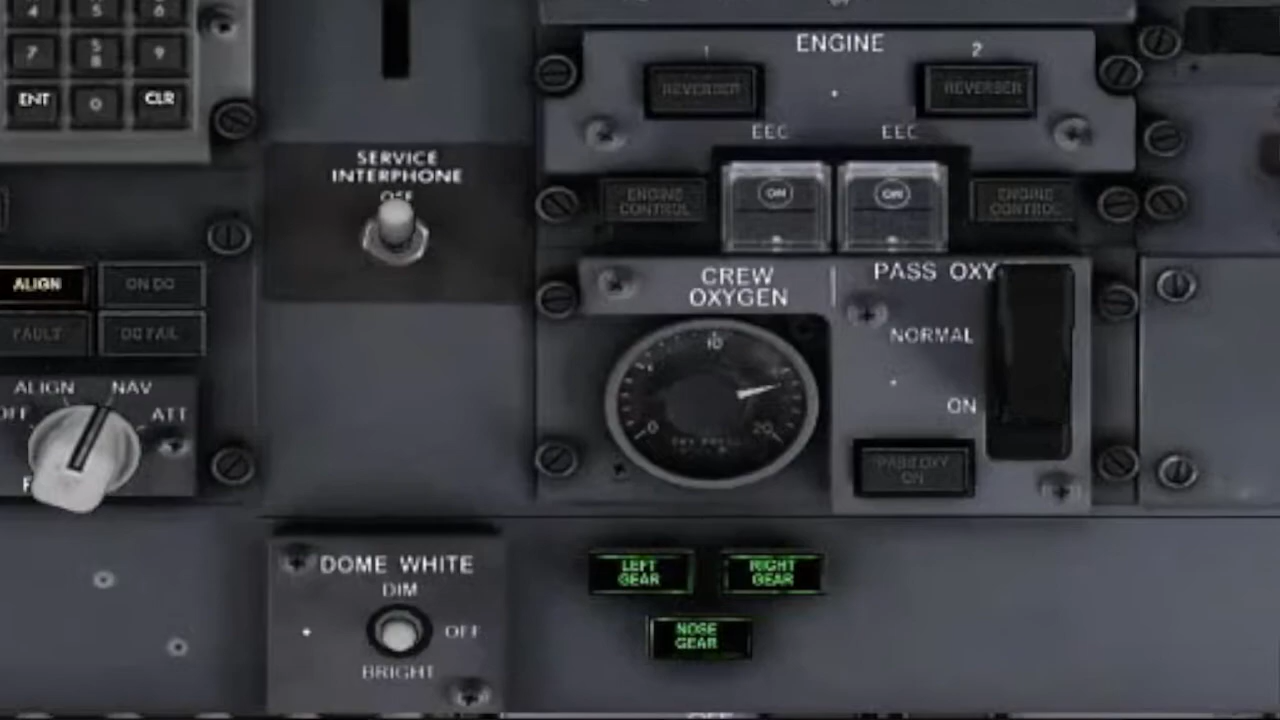 4
6
7
5
8
9
ENT
0
CLR
ALIGN
ON DC
FAULT
DC FAIL
ALIGN
NAV
OFF
ATT
SERVICE
INTERPHONE
OFF
ENGINE
1
2
REVERSER
REVERSER
EEC
EEC
ENGINE
CONTROL
ON
ON
ENGINE
CONTROL
CREW
OXYGEN
10
0
20
PASS OXY
NORMAL
ON
PASS OXY
ON
DOME WHITE
DIM
OFF
BRIGHT
LEFT
GEAR
RIGHT
GEAR
NOSE
GEAR